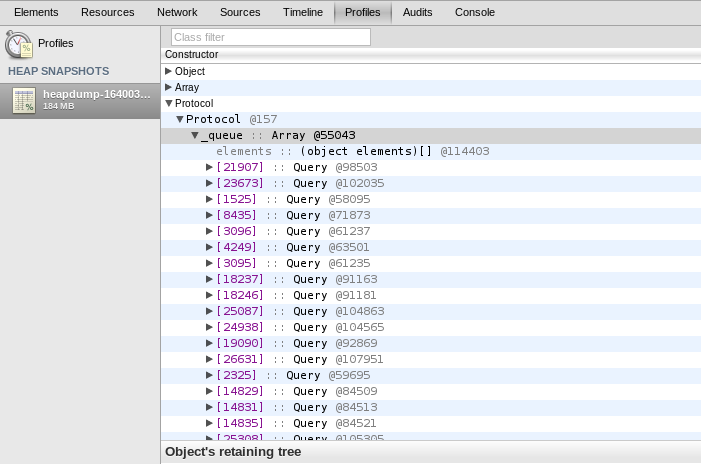 Elements Resources Network Sources Timeline Profiles Audits Console
Profiles
HEAP SNAPSHOTS
heapdump-164003...
184 MB
Class filter
Constructor
Object
Array
Protocol
Protocol @157
_queue :: Array @55043
elements :: (object elements)[] @114403
[21907] :: Query @98503
[23673] :: Query @102035
[1525] :: Query @58095
[8435] :: Query @71873
[3096] :: Query @61237
[4249] :: Query @63501
[3095] :: Query @61235
[18237] :: Query @91163
[18246] :: Query @91181
[25087] :: Query @104863
[24938] :: Query @104565
[19090] :: Query @92869
[26631] :: Query @107951
[2325] :: Query @59695
[14829] :: Query @84509
[14831] :: Query @84513
[14835] :: Query @84521
[25308] :: Query @105305
Object's retaining tree